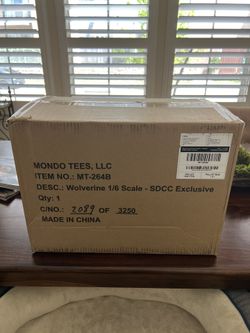 MONDO TEES, LLC
ITEM NO.: MT-264B
DESC.: Wolverine 1/6 Scale - SDCC Exclusive
Qty: 1
C/NO.: 2089 OF 3250
MADE IN CHINA